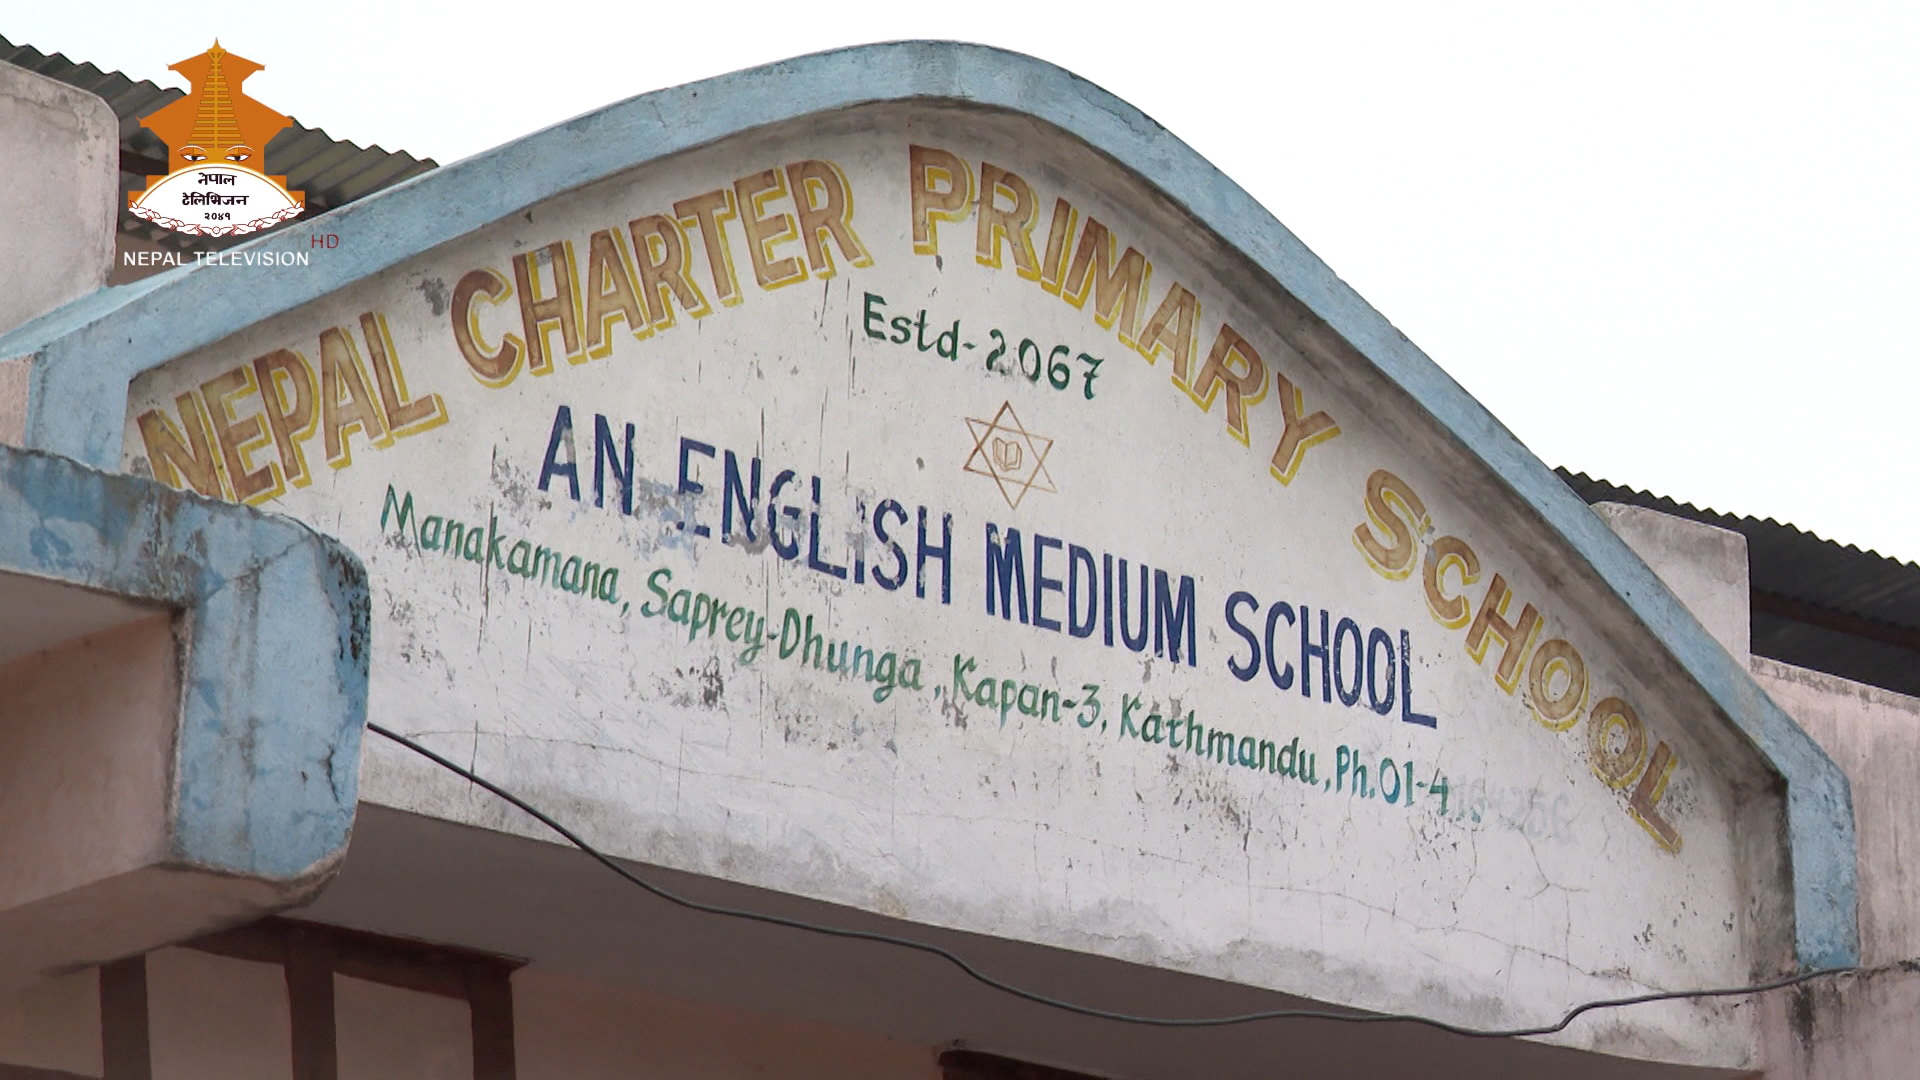 नेपाल
टेलिभिजन
२०४१
NEPAL TELEVISION HD
NEPAL CHARTER PRIMARY SCHOOL
Estd-2067
AN ENGLISH MEDIUM SCHOOL
Manakamana, Saprey-Dhunga, Kapan-3, Kathmandu, Ph.01-4